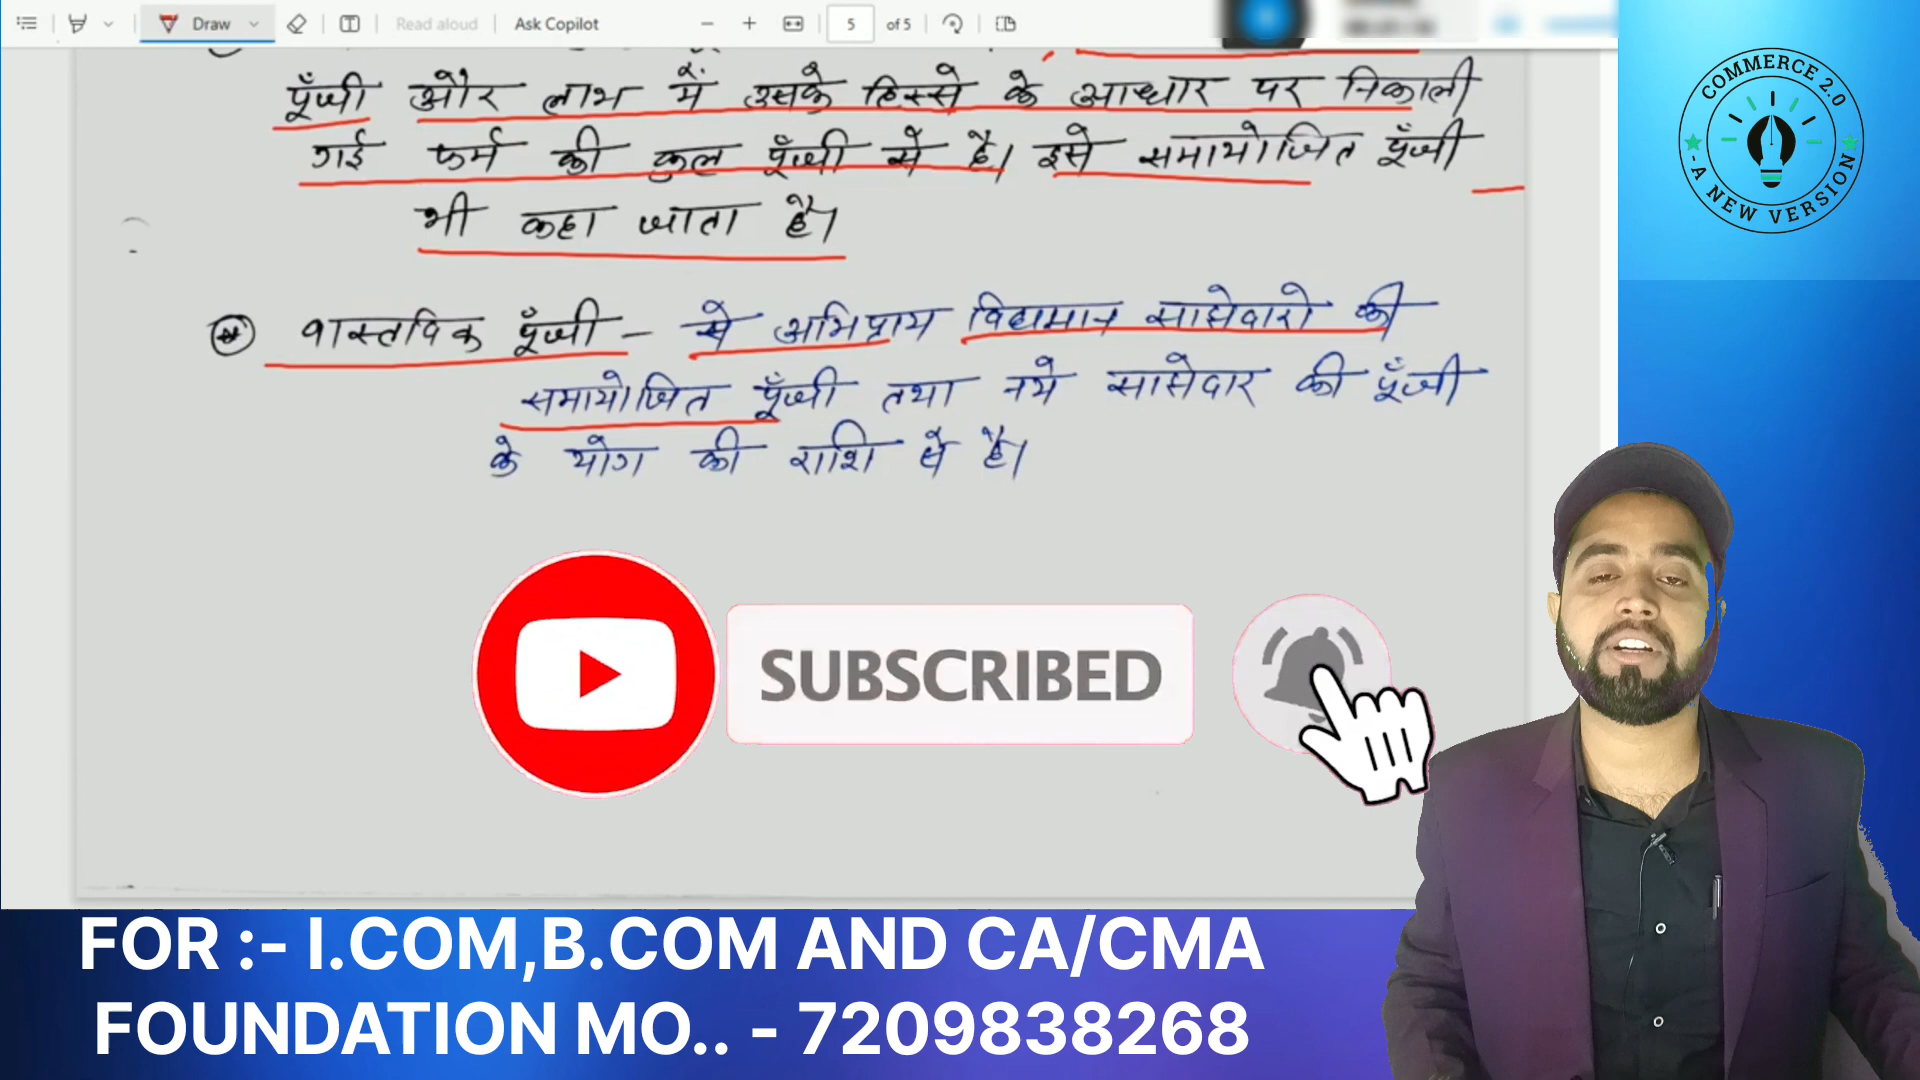 Draw
Read aloud
Ask Copilot
5
of 5
पूँजी और लाभ में उसके हिस्से के आधार पर निकाली
गई फर्म की कुल पूँजी से है। इसे समायोजित पूँजी
भी कहा जाता है।
वास्तविक पूँजी - से अभिप्राय विद्यमान साझेदारो की
समायोजित पूँजी तथा नये साझेदार की पूँजी
के योग की राशि से है।
SUBSCRIBED
COMMERCE 2.0
- A NEW VERSION
FOR :- I.COM,B.COM AND CA/CMA
FOUNDATION MO.. - 7209838268